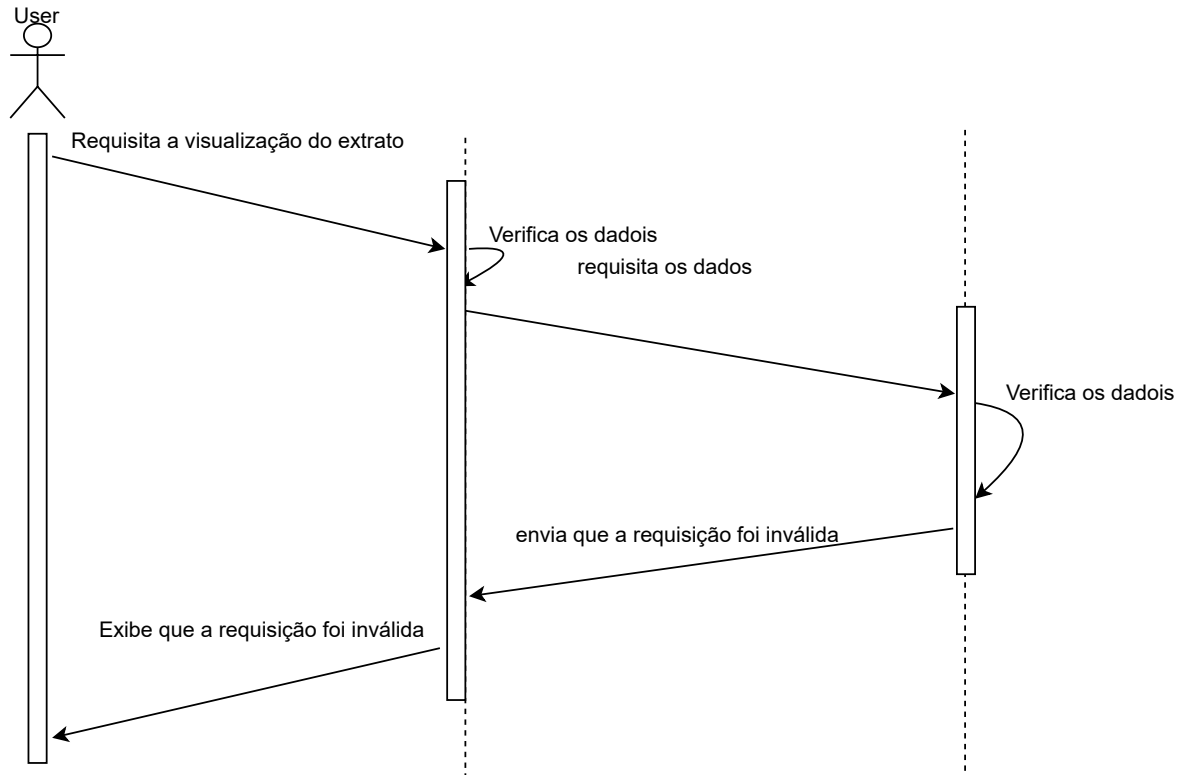 User
Requisita a visualização do extrato
Verifica os dadois
requisita os dados
Verifica os dadois
envia que a requisição foi inválida
Exibe que a requisição foi inválida